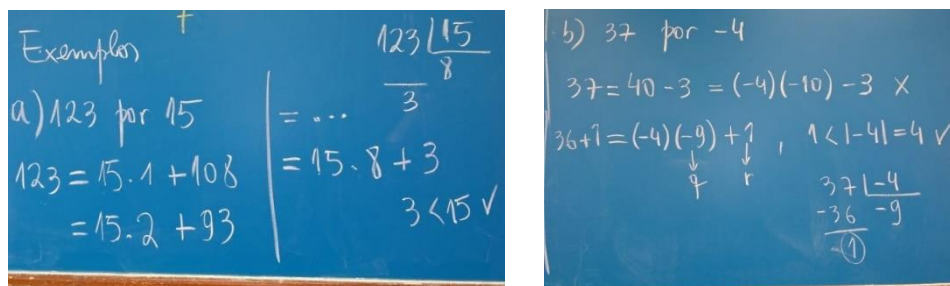 Exemplos
a) 123 por 15
123 = 15.1 + 108
= 15.2 + 93
123 | 15
8
3
= ...
= 15.8 + 3
3 < 15 ✓
b) 37 por -4
37 = 40 - 3 = (-4)(-10) - 3 X
36 + 1 = (-4)(-9) + 1 , 1 < |-4| = 4 ✓
↓ ↓
q r
37 | -4
-36 -9
1